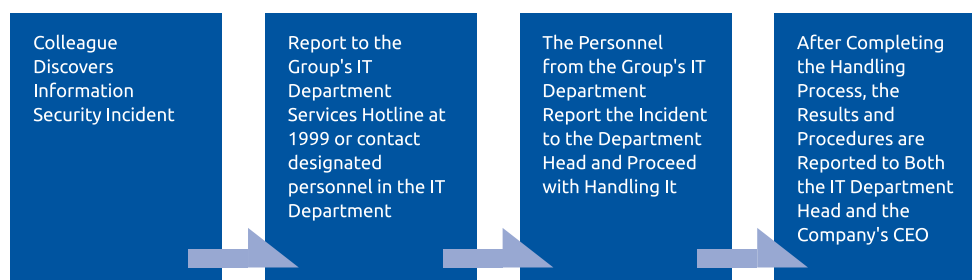 Colleague
Discovers
Information
Security Incident
Report to the
Group's IT
Department
Services Hotline at
1999 or contact
designated
personnel in the IT
Department
The Personnel
from the Group's IT
Department
Report the Incident
to the Department
Head and Proceed
with Handling It
After Completing
the Handling
Process, the
Results and
Procedures are
Reported to Both
the IT Department
Head and the
Company's CEO